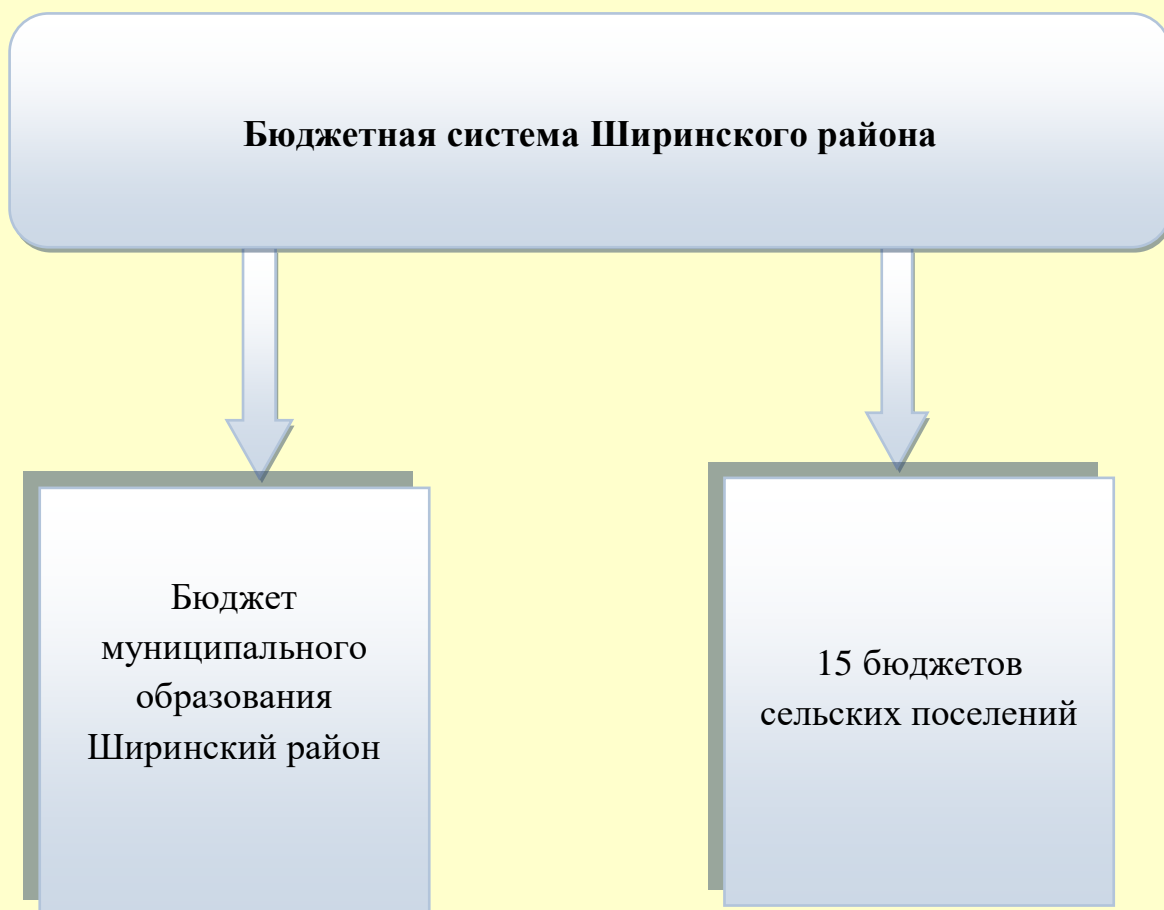 Бюджетная система Ширинского района
Бюджет
муниципального
образования
Ширинский район
15 бюджетов
сельских поселений